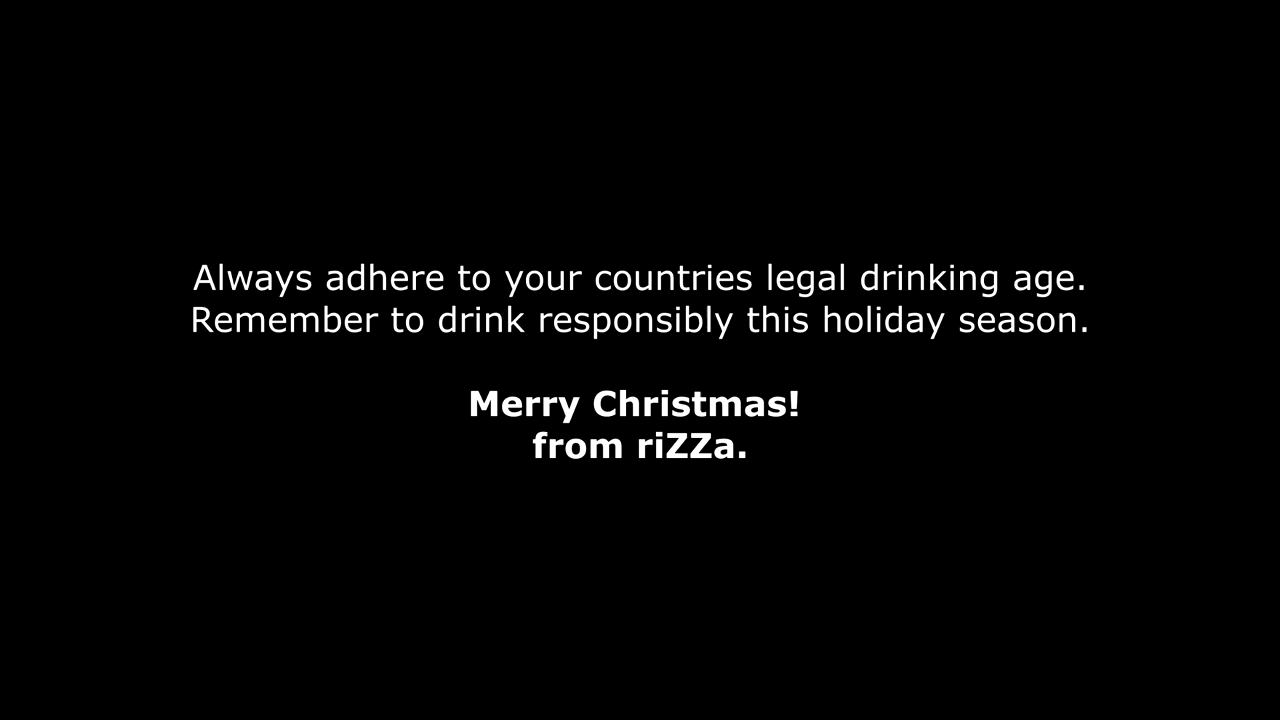 Always adhere to your countries legal drinking age.
Remember to drink responsibly this holiday season.
Merry Christmas!
from riZZa.